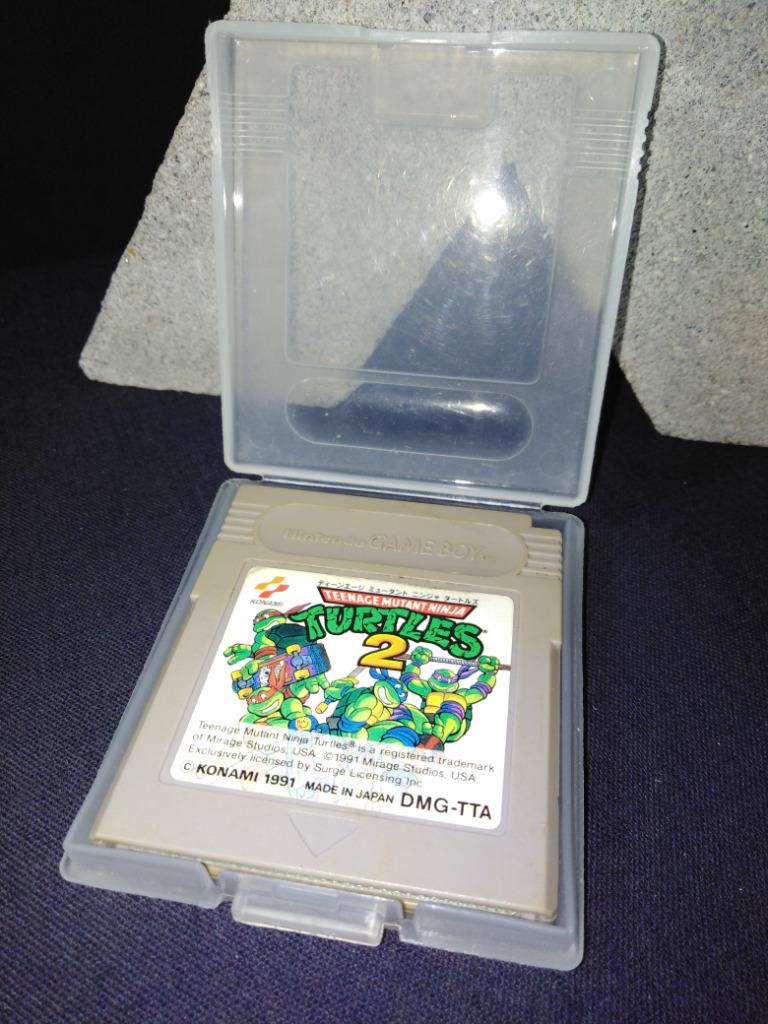 Nintendo GAME BOY™
KONAMI
ティーンエージ ミュータント ニンジャ タートルズ
TEENAGE MUTANT NINJA
TURTLES®
2
Teenage Mutant Ninja Turtles® is a registered trademark
of Mirage Studios, USA. ©1991 Mirage Studios, USA.
Exclusively licensed by Surge Licensing Inc.
©KONAMI 1991 MADE IN JAPAN DMG-TTA